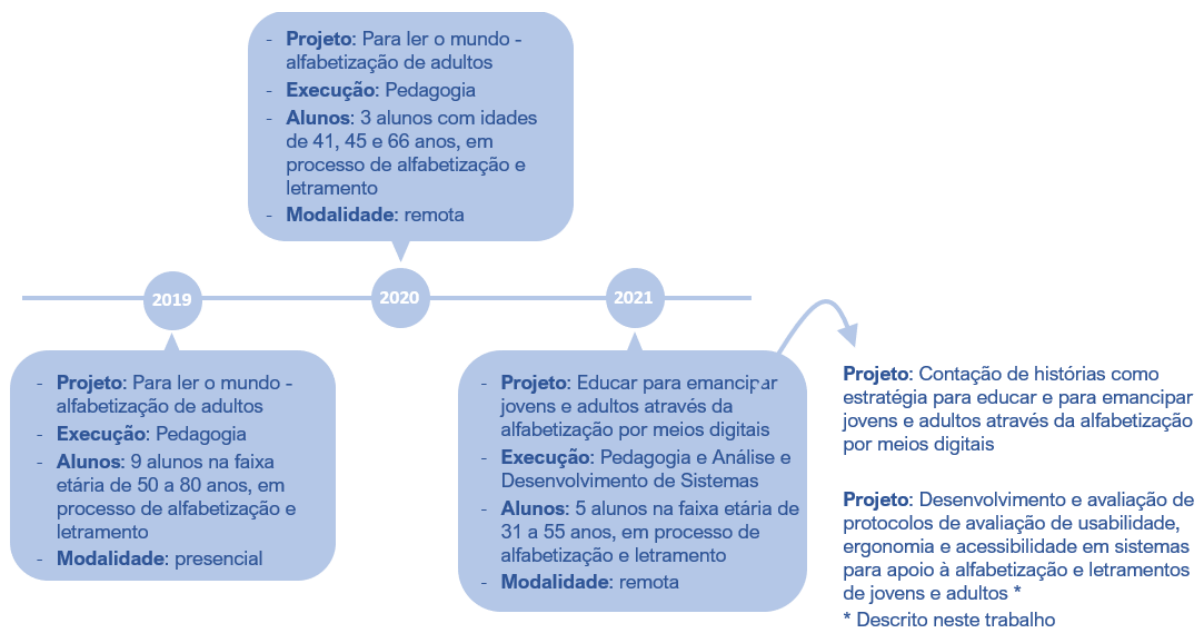 - Projeto: Para ler o mundo -
alfabetização de adultos
- Execução: Pedagogia
- Alunos: 3 alunos com idades
de 41, 45 e 66 anos, em
processo de alfabetização e
letramento
- Modalidade: remota
2019
2020
2021
- Projeto: Para ler o mundo -
alfabetização de adultos
- Execução: Pedagogia
- Alunos: 9 alunos na faixa
etária de 50 a 80 anos, em
processo de alfabetização e
letramento
- Modalidade: presencial
- Projeto: Educar para emancipar
jovens e adultos através da
alfabetização por meios digitais
- Execução: Pedagogia e Análise e
Desenvolvimento de Sistemas
- Alunos: 5 alunos na faixa etária de
31 a 55 anos, em processo de
alfabetização e letramento
- Modalidade: remota
Projeto: Contação de histórias como
estratégia para educar e para emancipar
jovens e adultos através da alfabetização
por meios digitais
Projeto: Desenvolvimento e avaliação de
protocolos de avaliação de usabilidade,
ergonomia e acessibilidade em sistemas
para apoio à alfabetização e letramentos
de jovens e adultos *
* Descrito neste trabalho